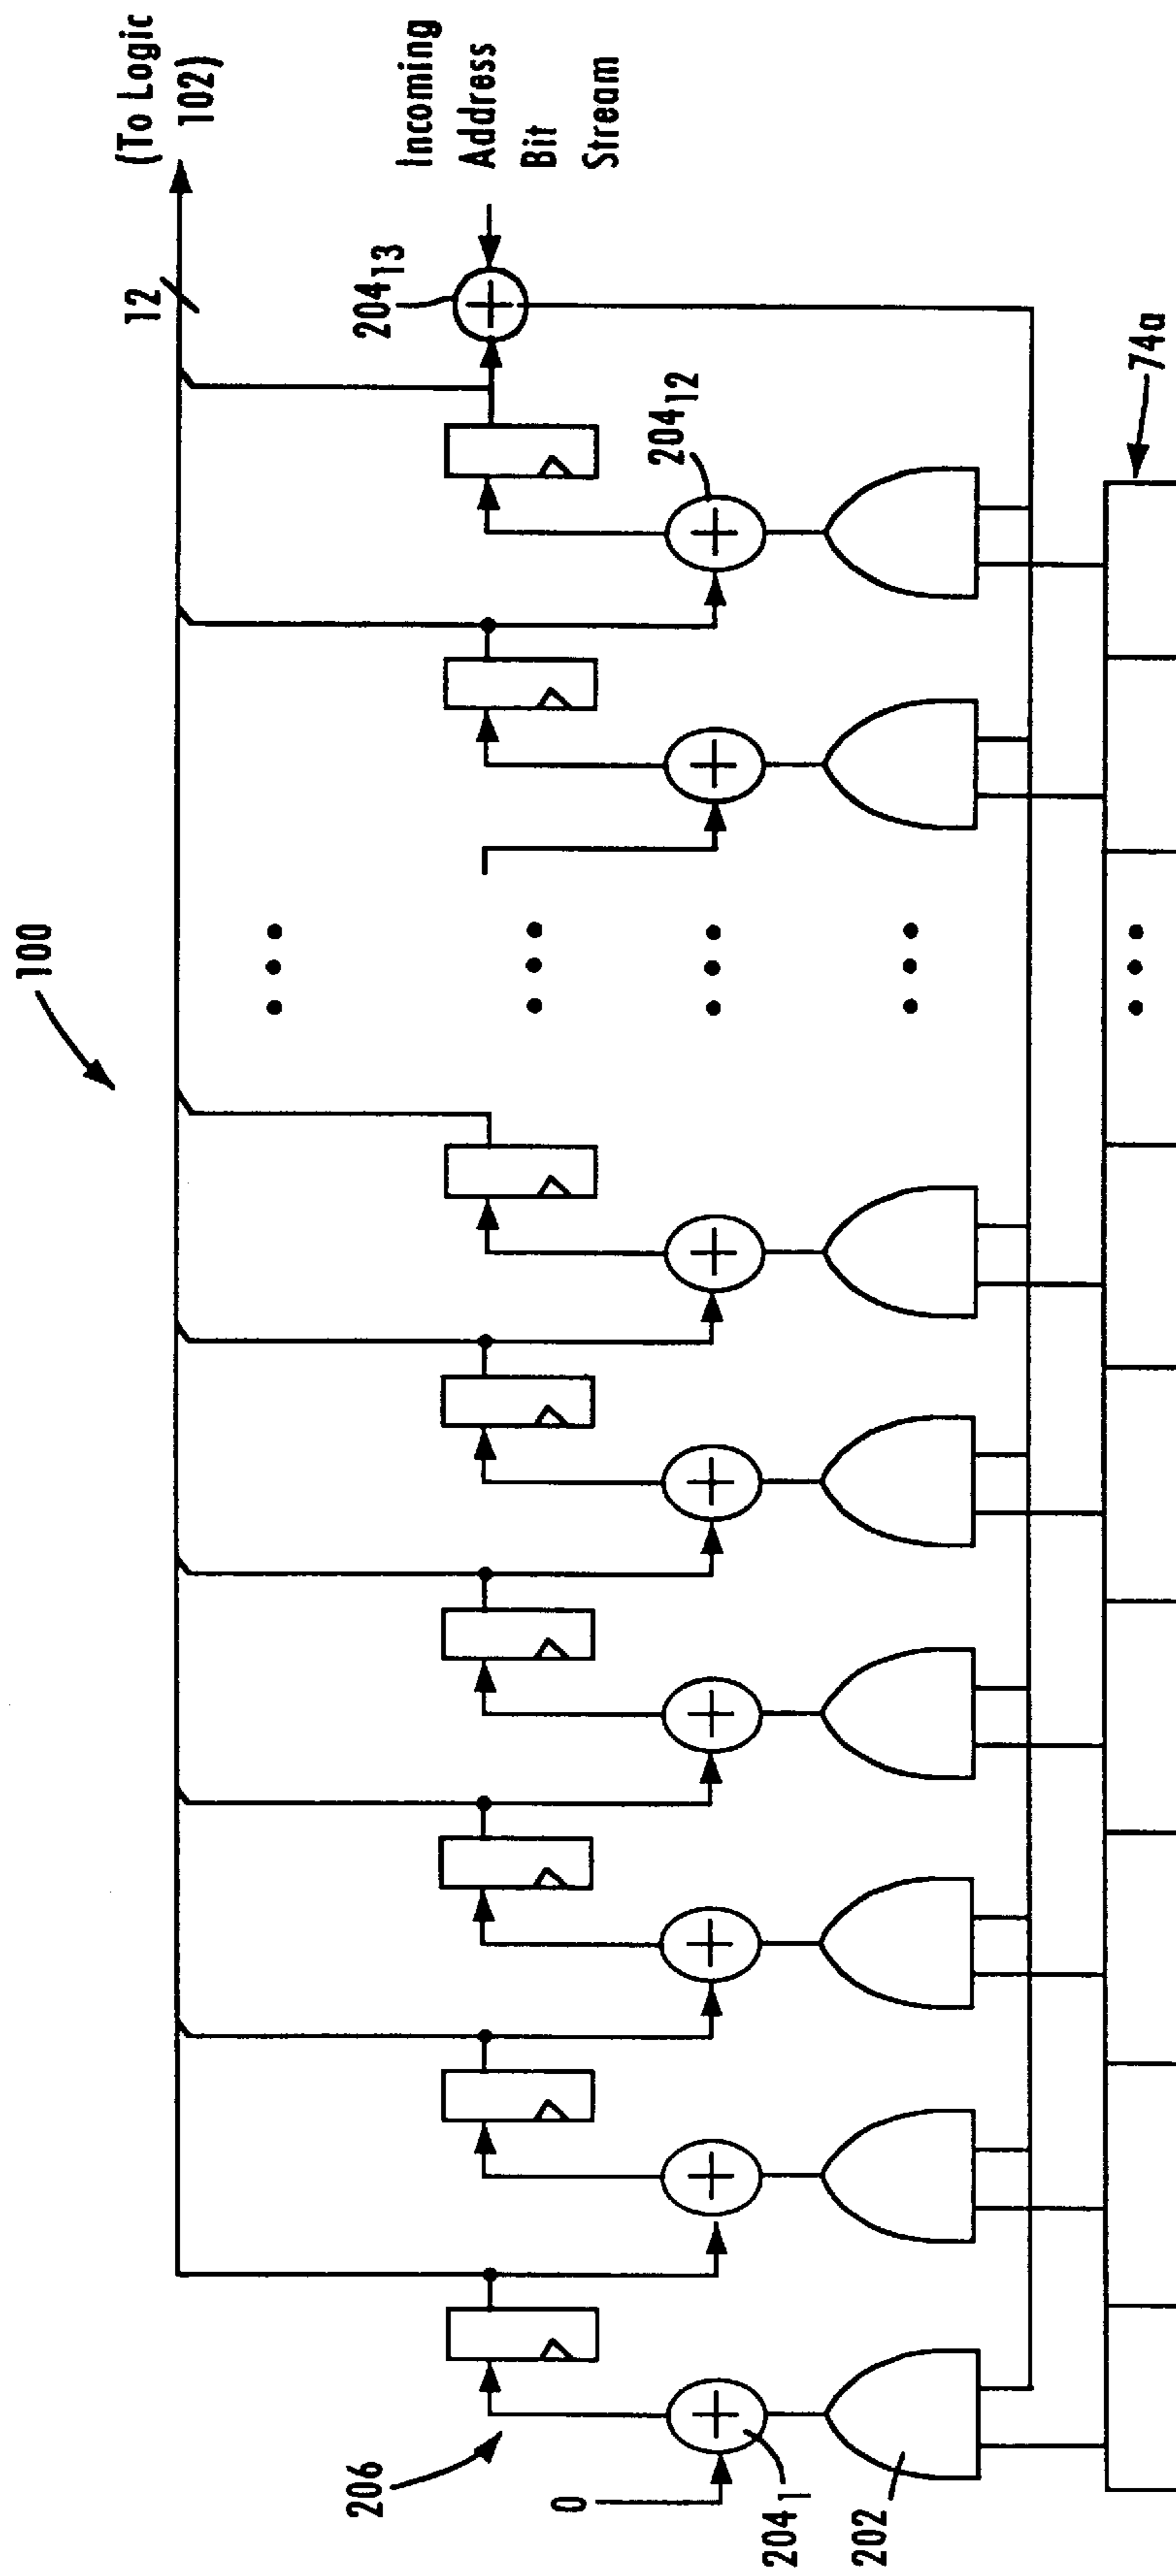 100
(To Logic
102)
12
Incoming
Address
Bit
Stream
204₁₃
204₁₂
206
0
204₁
202
74a